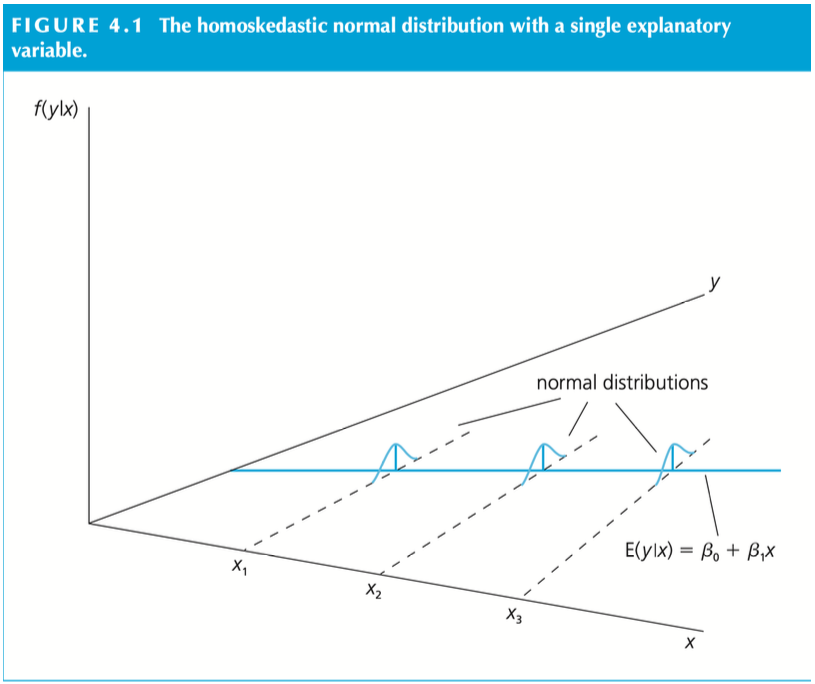 FIGURE 4.1 The homoskedastic normal distribution with a single explanatory
variable.
f(y|x)
y
normal distributions
E(y|x) = β₀ + β₁x
x₁
x₂
x₃
x